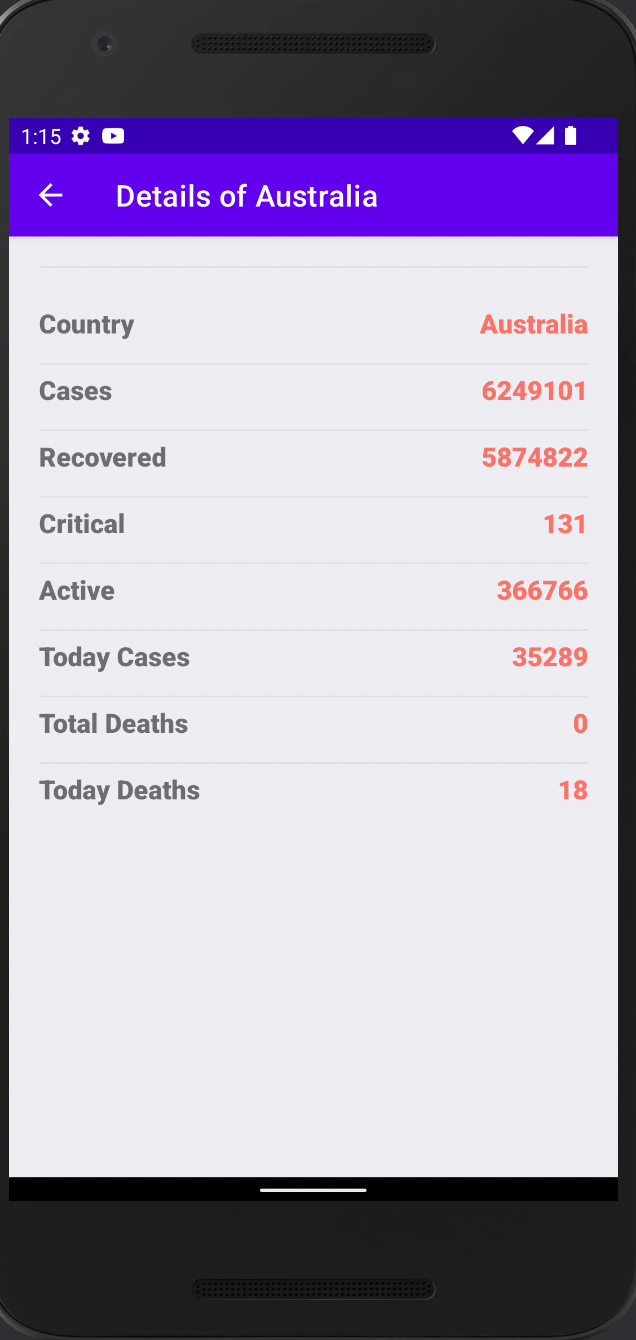 1:15
Details of Australia
Country Australia
Cases 6249101
Recovered 5874822
Critical 131
Active 366766
Today Cases 35289
Total Deaths 0
Today Deaths 18